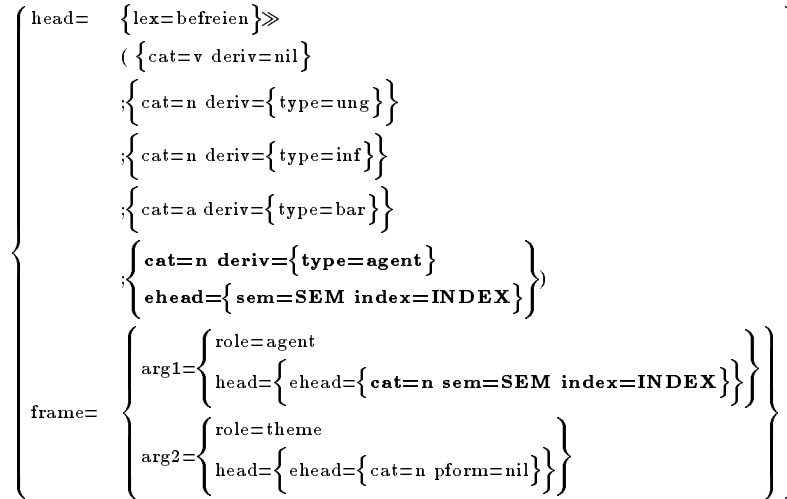 head= {lex=befreien}≫
( {cat=v deriv=nil}
;{cat=n deriv={type=ung}}
;{cat=n deriv={type=inf}}
;{cat=a deriv={type=bar}}
;{cat=n deriv={type=agent}
ehead={sem=SEM index=INDEX}})
frame= {arg1={role=agent
head={ehead={cat=n sem=SEM index=INDEX}}}
arg2={role=theme
head={ehead={cat=n pform=nil}}}}